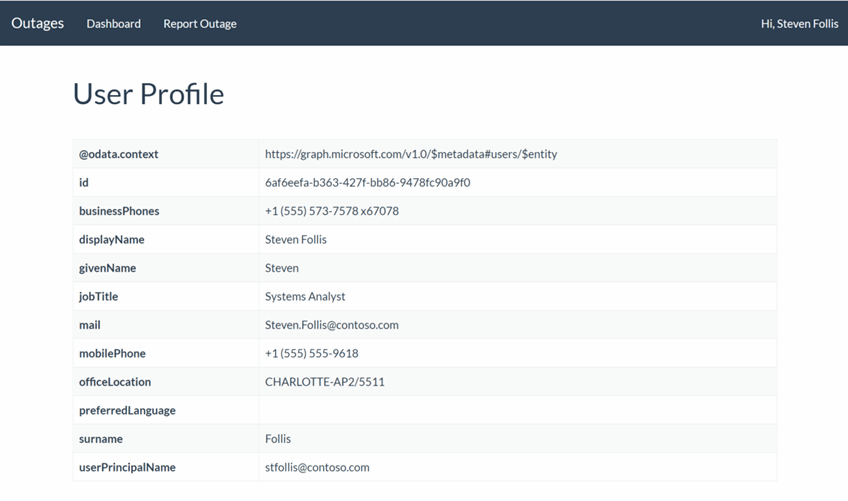 Outages Dashboard Report Outage Hi, Steven Follis
User Profile
@odata.context https://graph.microsoft.com/v1.0/$metadata#users/$entity
id 6af6eefa-b363-427f-bb86-9478fc90a9f0
businessPhones +1 (555) 573-7578 x67078
displayName Steven Follis
givenName Steven
jobTitle Systems Analyst
mail Steven.Follis@contoso.com
mobilePhone +1 (555) 555-9618
officeLocation CHARLOTTE-AP2/5511
preferredLanguage
surname Follis
userPrincipalName stfollis@contoso.com